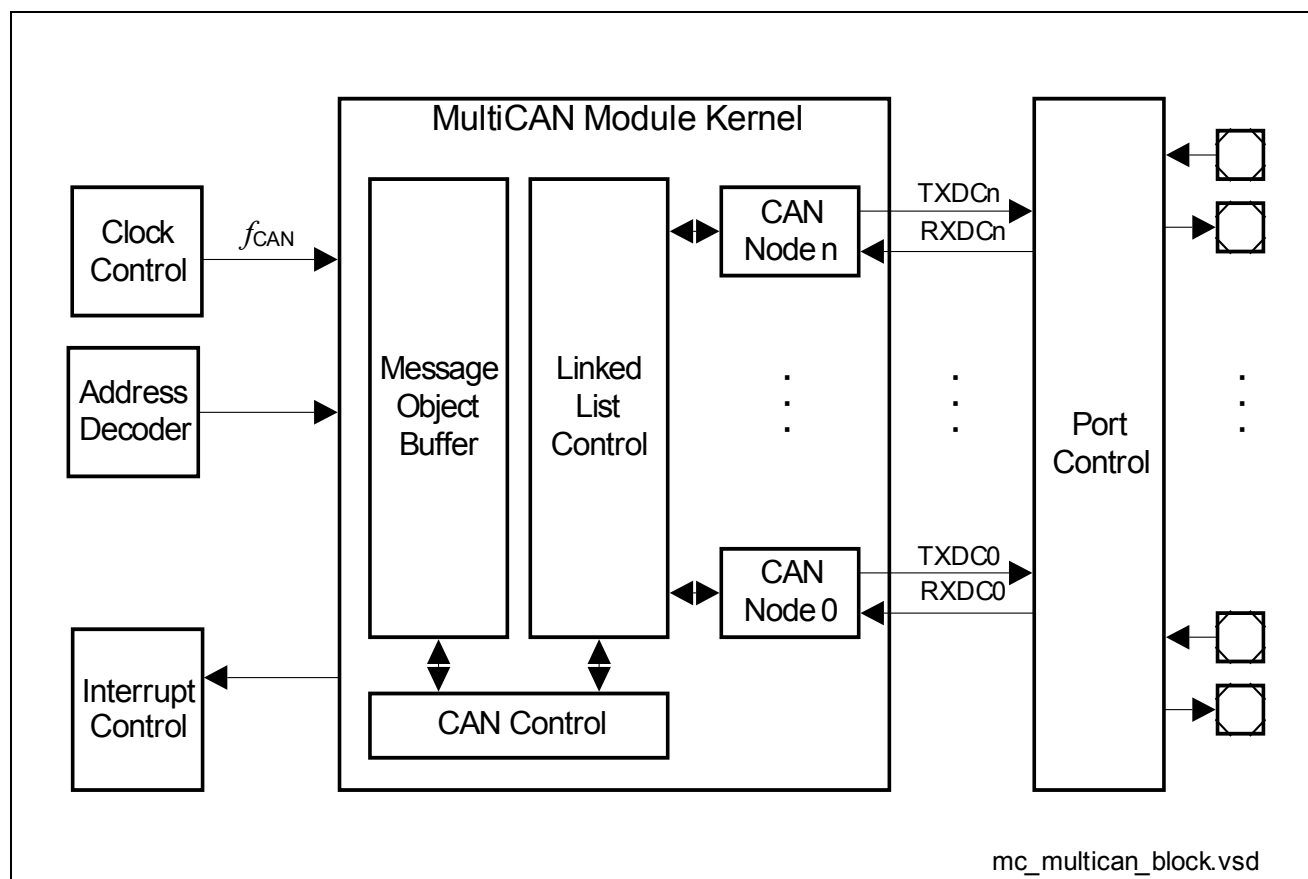 MultiCAN Module Kernel
Clock
Control
fCAN
Address
Decoder
Interrupt
Control
Message
Object
Buffer
Linked
List
Control
CAN
Node n
TXDCn
RXDCn
CAN
Node 0
TXDC0
RXDC0
CAN Control
Port
Control
mc_multican_block.vsd